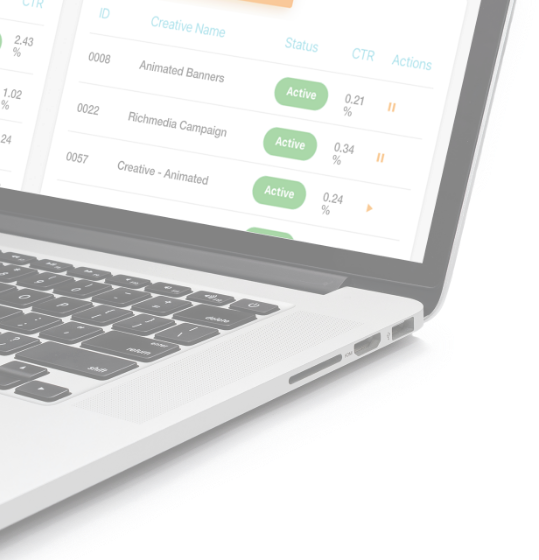 CTR
2.43
%
1.02
%
24
ID Creative Name Status CTR Actions
0008 Animated Banners Active 0.21
%
0022 Richmedia Campaign Active 0.34
%
0057 Creative - Animated Active 0.24
%
delete
return
shift